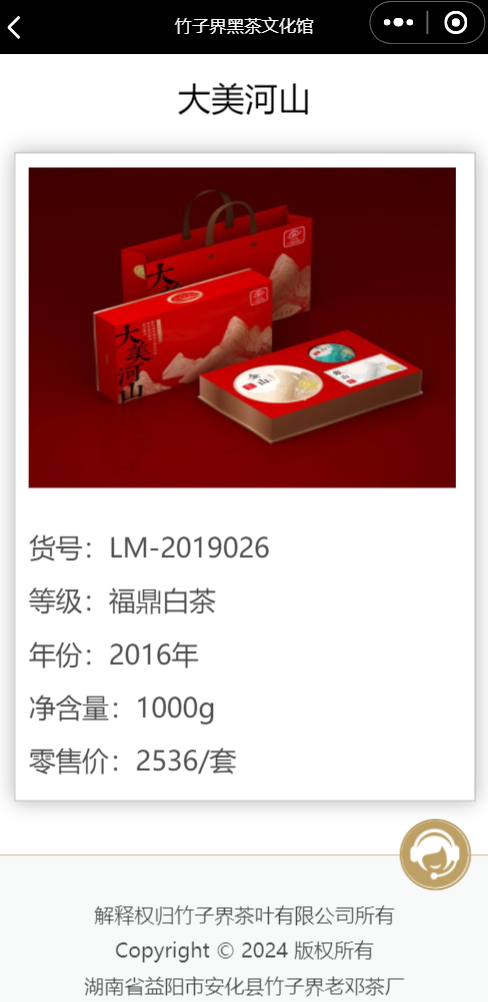 竹子界黑茶文化馆
大美河山
大美
大美河山
货号：LM-2019026
等级：福鼎白茶
年份：2016年
净含量：1000g
零售价：2536/套
解释权归竹子界茶叶有限公司所有
Copyright © 2024 版权所有
湖南省益阳市安化县竹子界老邓茶厂